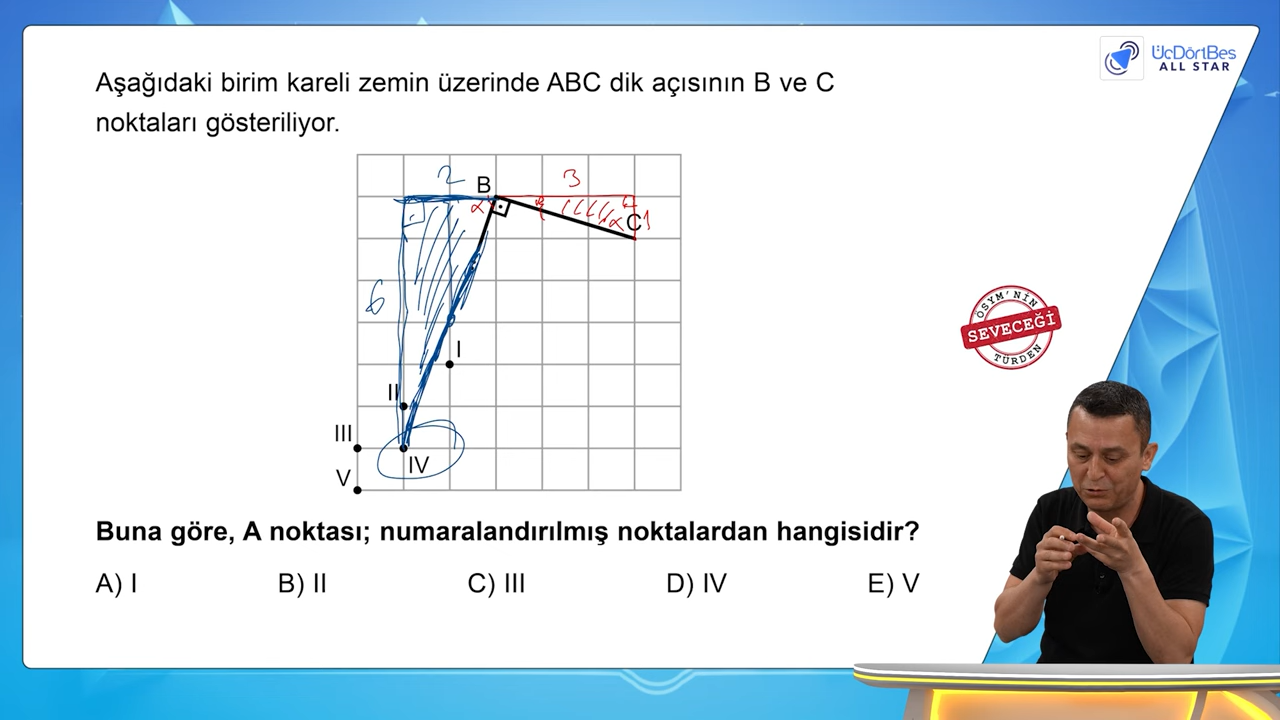 ÜçDörtBeş
ALL STAR
Aşağıdaki birim kareli zemin üzerinde ABC dik açısının B ve C
noktaları gösteriliyor.
2
B
3
α
α
C
1
6
I
II
III
IV
V
ÖSYM'NİN
SEVECEĞİ
TÜRDEN
Buna göre, A noktası; numaralandırılmış noktalardan hangisidir?
A) I B) II C) III D) IV E) V